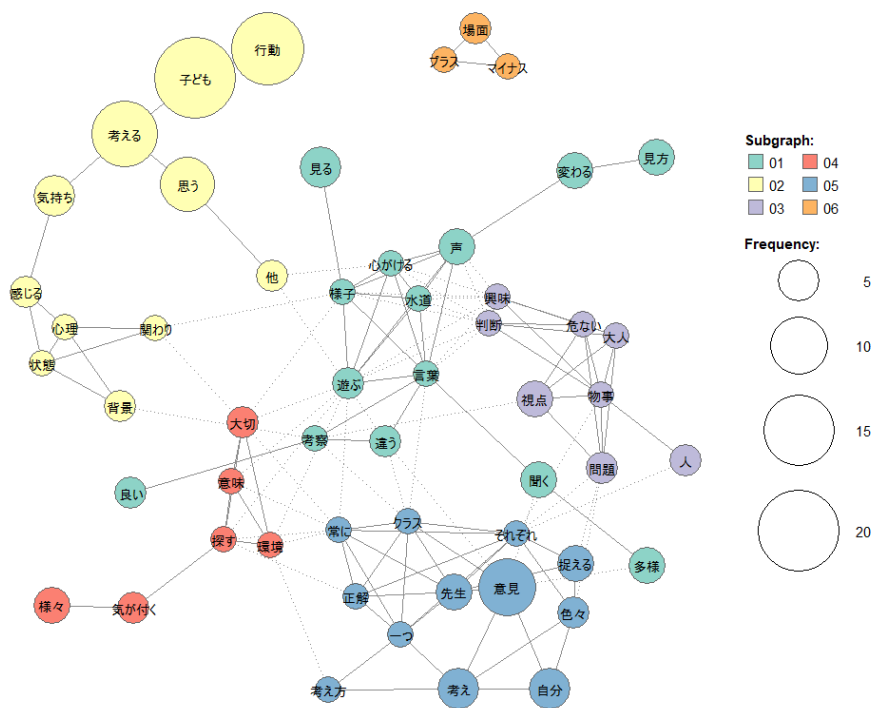 場面
プラス
マイナス
行動
子ども
考える
見方
見る
変わる
思う
気持ち
声
心がける
他
感じる
様子
水道
興味
判断
危ない
大人
心理
関わり
状態
遊ぶ
言葉
物事
視点
背景
大切
考察
違う
人
問題
意味
良い
聞く
常に
クラス
それぞれ
探す
環境
捉える
多様
正解
先生
意見
様々
気が付く
色々
一つ
考え方
考え
自分
Subgraph:
01 04
02 05
03 06
Frequency:
5
10
15
20